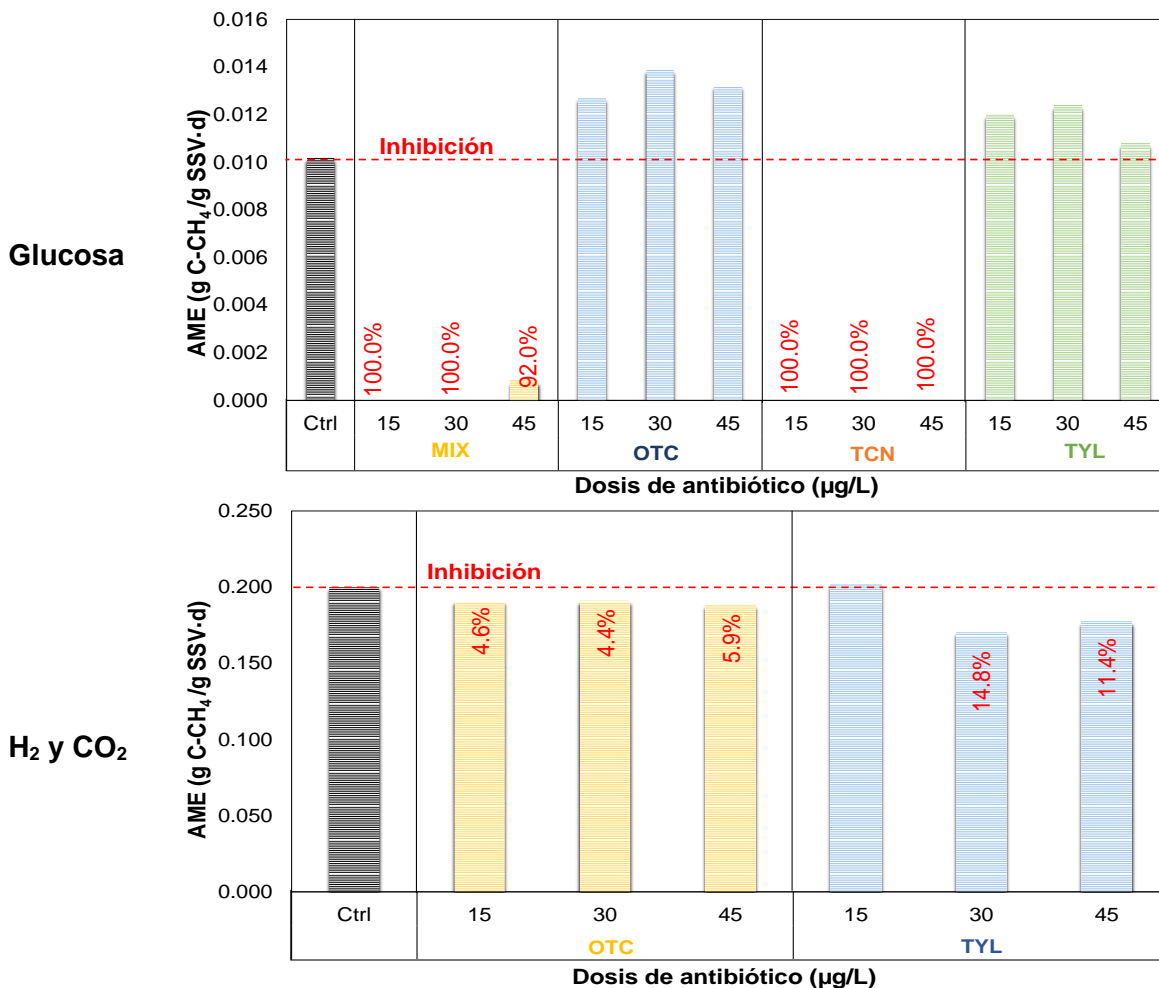 Glucosa
AME (g C-CH₄/g SSV·d)
0.016
0.014
0.012
0.010
0.008
0.006
0.004
0.002
0.000
Inhibición
100.0%
100.0%
92.0%
100.0%
100.0%
100.0%
Ctrl 15 30 45 15 30 45 15 30 45 15 30 45
MIX OTC TCN TYL
Dosis de antibiótico (µg/L)
H₂ y CO₂
AME (g C-CH₄/g SSV·d)
0.250
0.200
0.150
0.100
0.050
0.000
Inhibición
4.6%
4.4%
5.9%
14.8%
11.4%
Ctrl 15 30 45 15 30 45
OTC TYL
Dosis de antibiótico (µg/L)